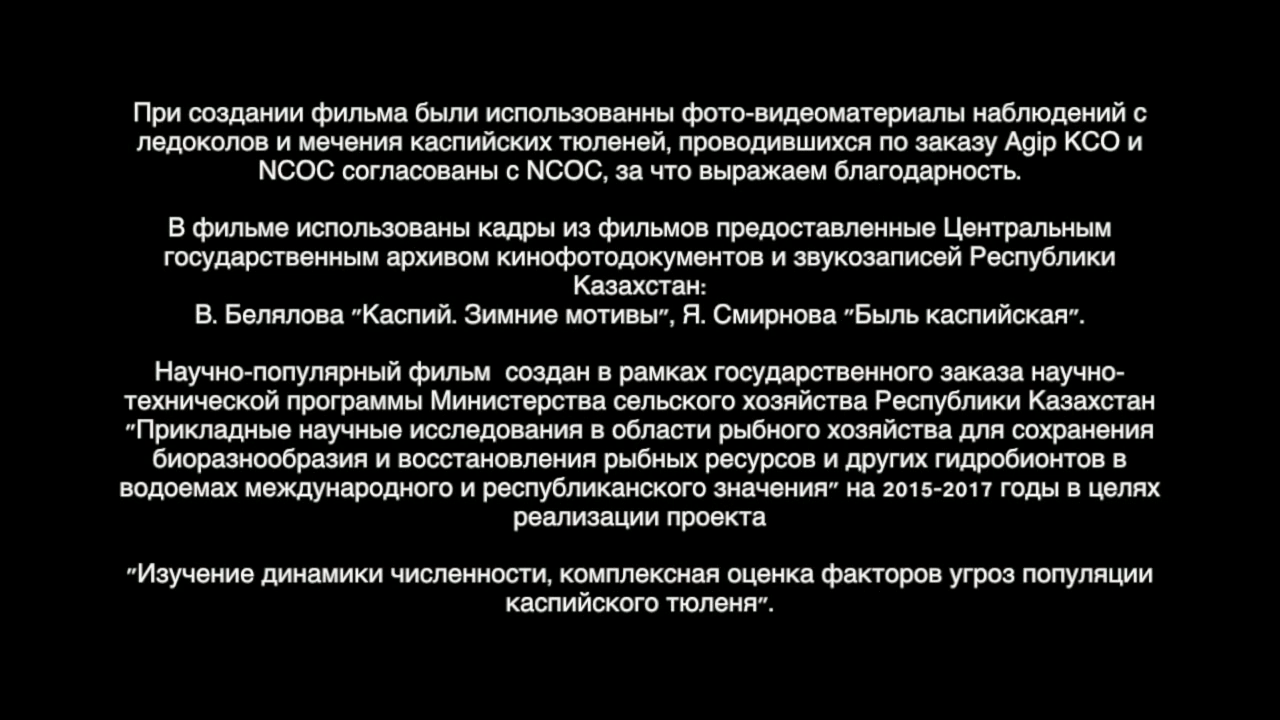 При создании фильма были использованны фото-видеоматериалы наблюдений с
ледоколов и мечения каспийских тюленей, проводившихся по заказу Agip KCO и
NCOC согласованы с NCOC, за что выражаем благодарность.
В фильме использованы кадры из фильмов предоставленные Центральным
государственным архивом кинофотодокументов и звукозаписей Республики
Казахстан:
В. Белялова "Каспий. Зимние мотивы", Я. Смирнова "Быль каспийская".
Научно-популярный фильм  создан в рамках государственного заказа научно-
технической программы Министерства сельского хозяйства Республики Казахстан
"Прикладные научные исследования в области рыбного хозяйства для сохранения
биоразнообразия и восстановления рыбных ресурсов и других гидробионтов в
водоемах международного и республиканского значения" на 2015-2017 годы в целях
реализации проекта
"Изучение динамики численности, комплексная оценка факторов угроз популяции
каспийского тюленя".